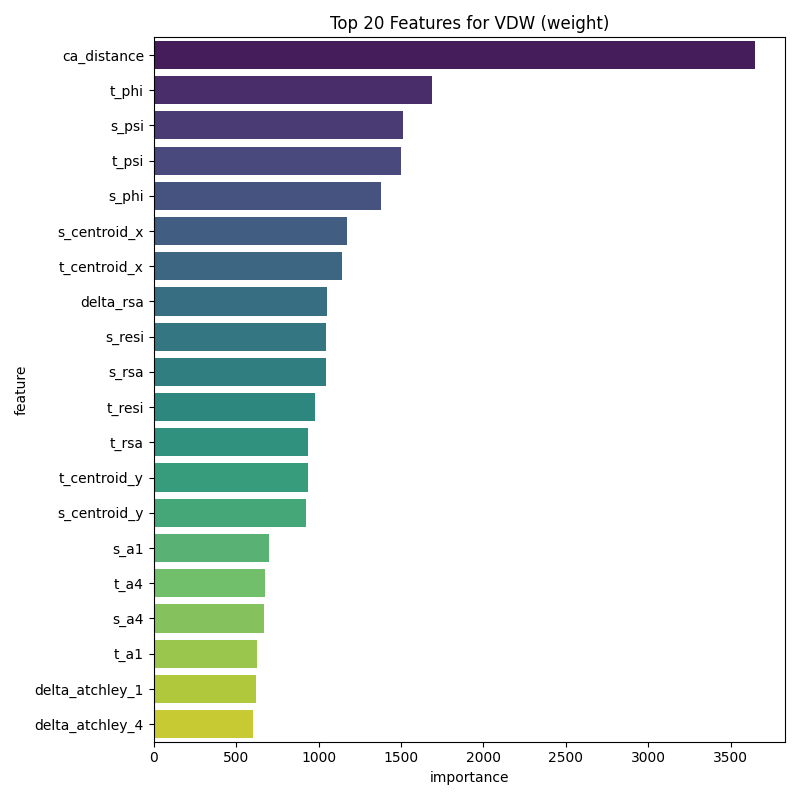 Top 20 Features for VDW (weight)
ca_distance
t_phi
s_psi
t_psi
s_phi
s_centroid_x
t_centroid_x
delta_rsa
s_resi
s_rsa
t_resi
t_rsa
t_centroid_y
s_centroid_y
s_a1
t_a4
s_a4
t_a1
delta_atchley_1
delta_atchley_4
feature
0 500 1000 1500 2000 2500 3000 3500
importance